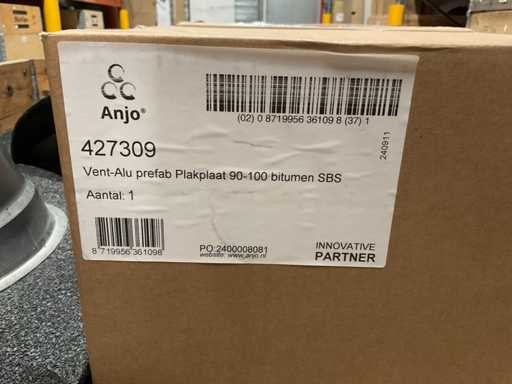 Anjo®
(02) 0 8719956 36109 8 (37) 1
240911
427309
Vent-Alu prefab Plakplaat 90-100 bitumen SBS
Aantal: 1
8 719956 361098
PO:2400008081
website: www.anjo.nl
INNOVATIVE
PARTNER